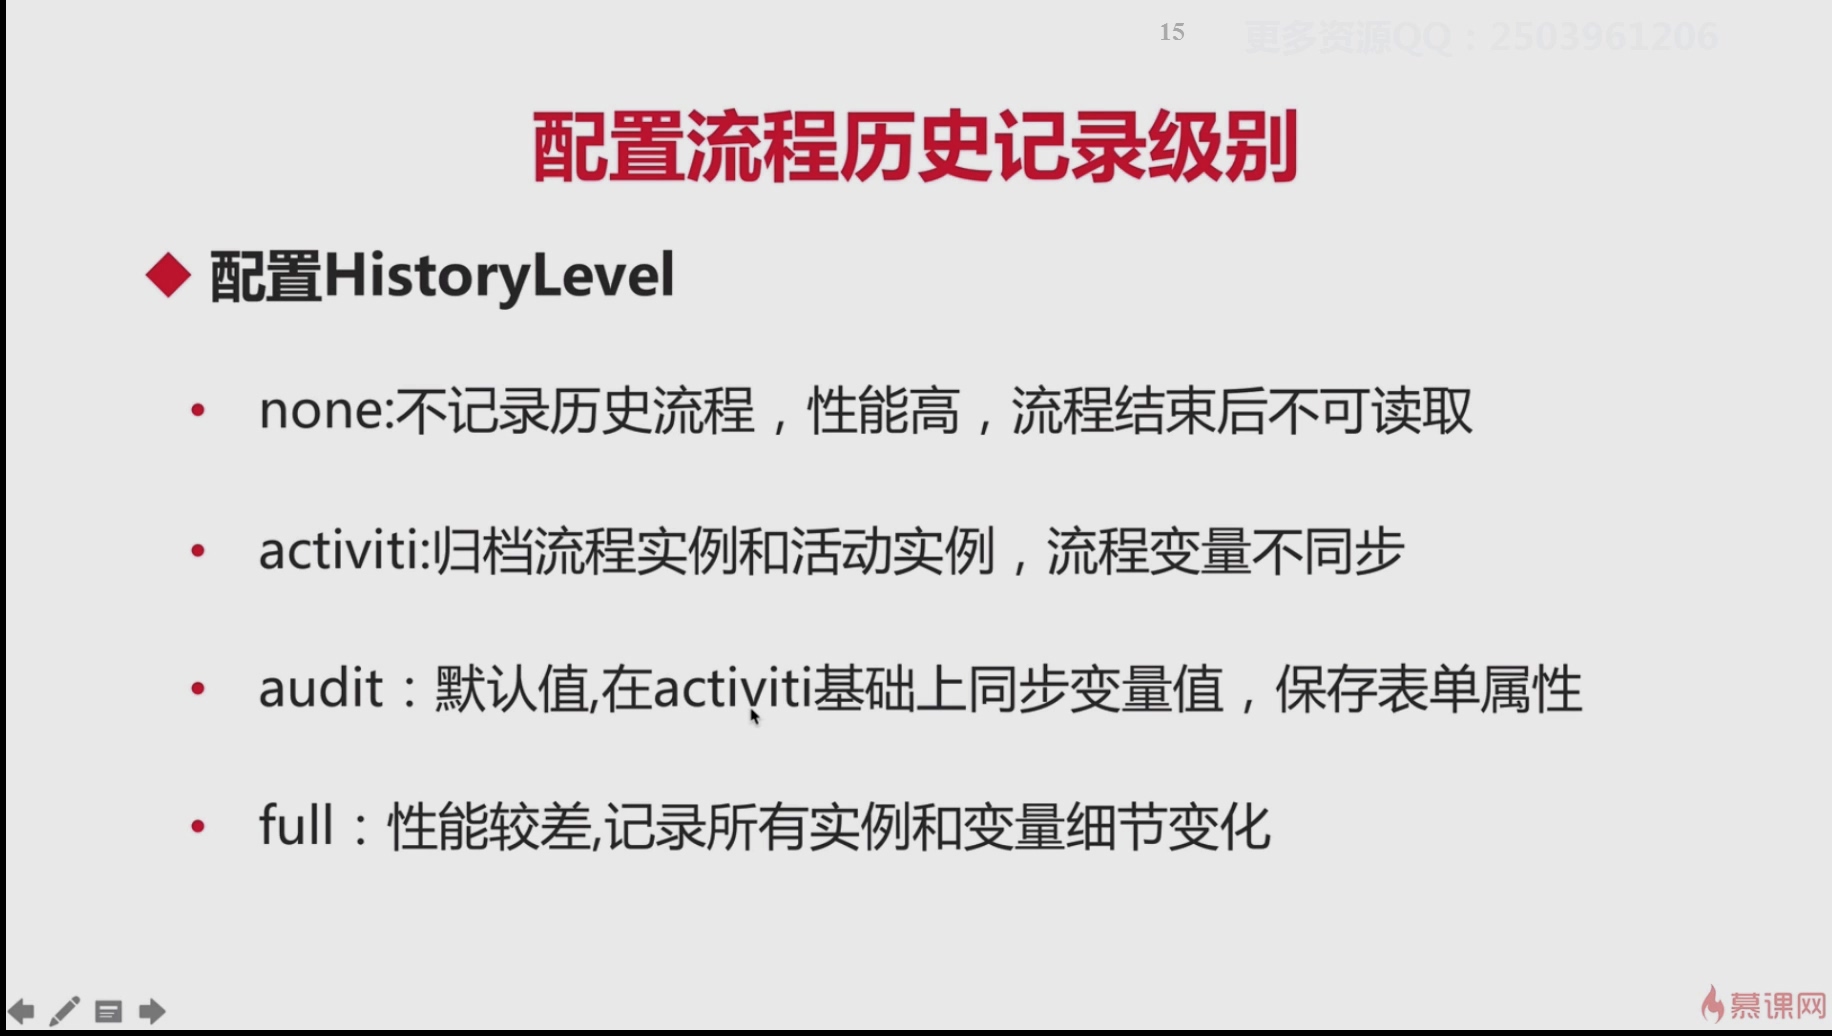 15
更多资源QQ：2503961206
配置流程历史记录级别
配置HistoryLevel
none:不记录历史流程，性能高，流程结束后不可读取
activiti:归档流程实例和活动实例，流程变量不同步
audit：默认值,在activiti基础上同步变量值，保存表单属性
full：性能较差,记录所有实例和变量细节变化
慕课网